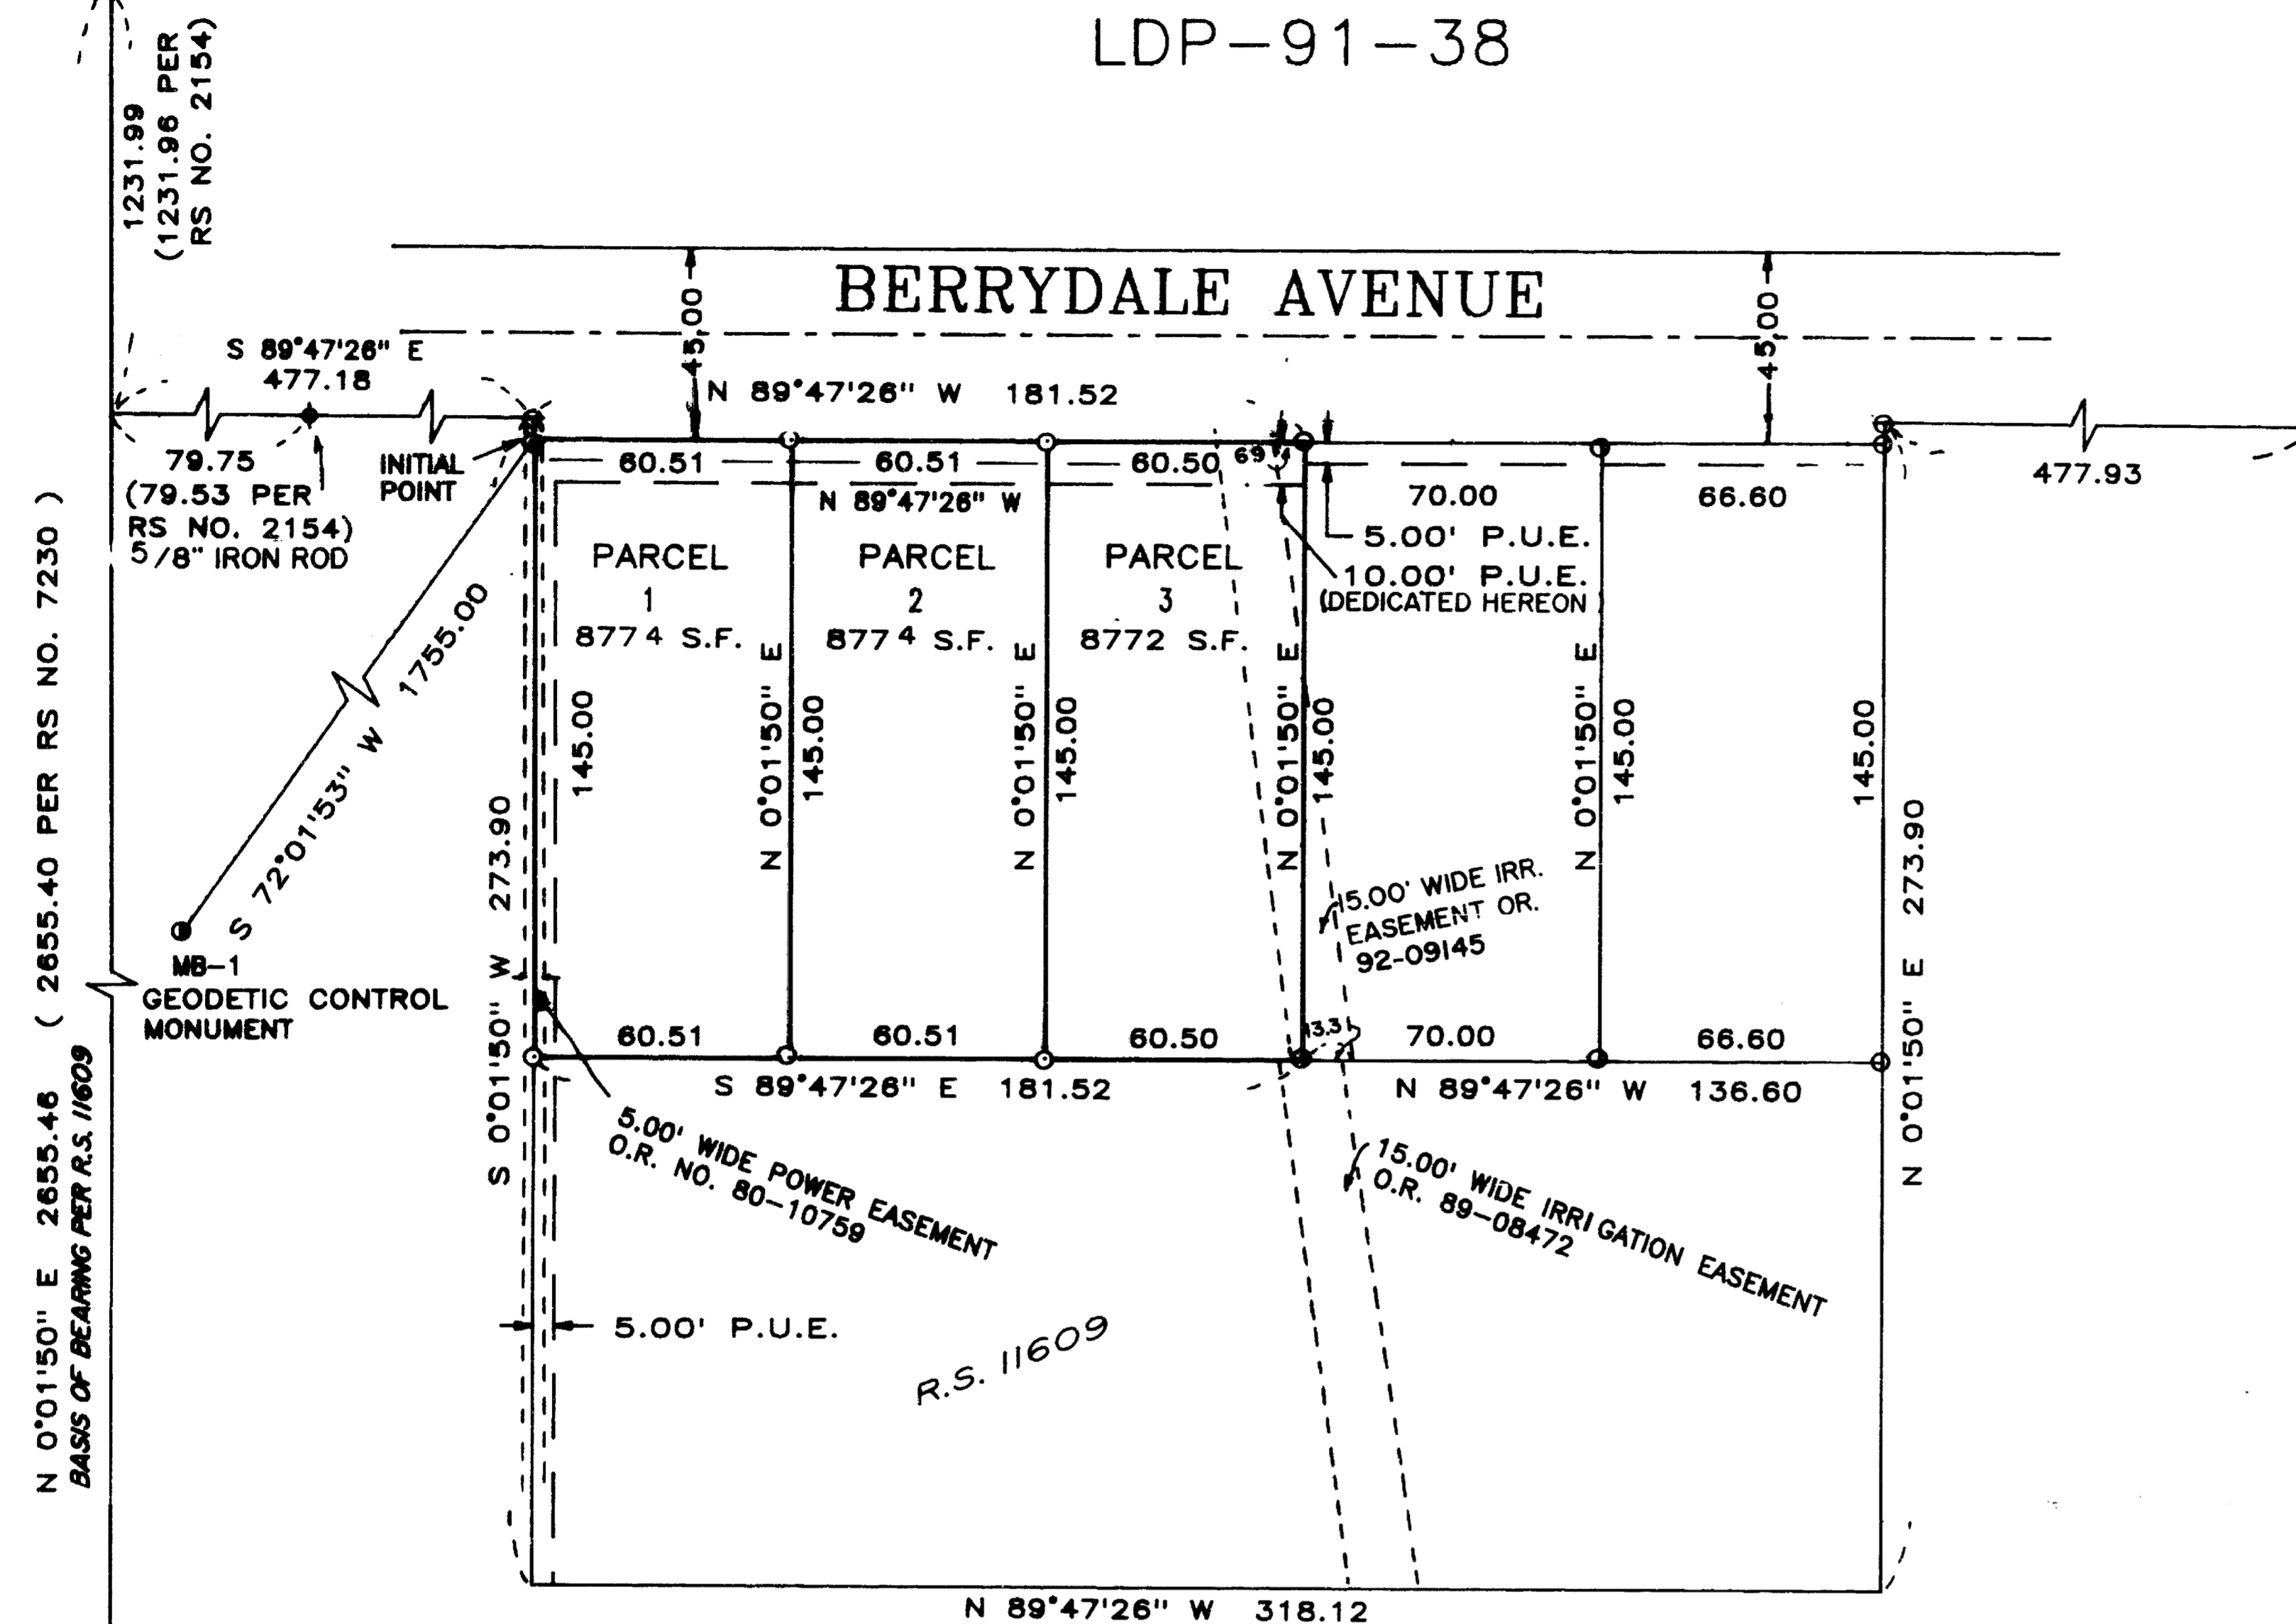 LDP-91-38
1231.99
(1231.96 PER
RS NO. 2154)
BERRYDALE AVENUE
45.00
45.00
S 89°47'26" E
477.18
N 89°47'26" W 181.52
79.75
(79.53 PER
RS NO. 2154)
5/8" IRON ROD
INITIAL
POINT
60.51
60.51
60.50
N 89°47'26" W
70.00
66.60
477.93
5.00' P.U.E.
10.00' P.U.E.
(DEDICATED HEREON
PARCEL
1
8774 S.F.
PARCEL
2
8774 S.F.
PARCEL
3
8772 S.F.
S 72°01'53" W 1755.00
MB-1
GEODETIC CONTROL
MONUMENT
N 0°01'50" E 2655.46 ( 2655.40 PER RS NO. 7230 )
BASIS OF BEARING PER R.S. 11609
S 0°01'50" W 273.90
145.00
N 0°01'50" E
145.00
N 0°01'50" E
145.00
N 0°01'50" E
145.00
N 0°01'50" E
145.00
145.00
N 0°01'50" E 273.90
15.00' WIDE IRR.
EASEMENT OR.
92-09145
60.51
60.51
60.50
70.00
66.60
S 89°47'26" E 181.52
N 89°47'26" W 136.60
5.00' WIDE POWER EASEMENT
O.R. NO. 80-10759
15.00' WIDE IRRIGATION EASEMENT
O.R. 89-08472
5.00' P.U.E.
R.S. 11609
N 89°47'26" W 318.12